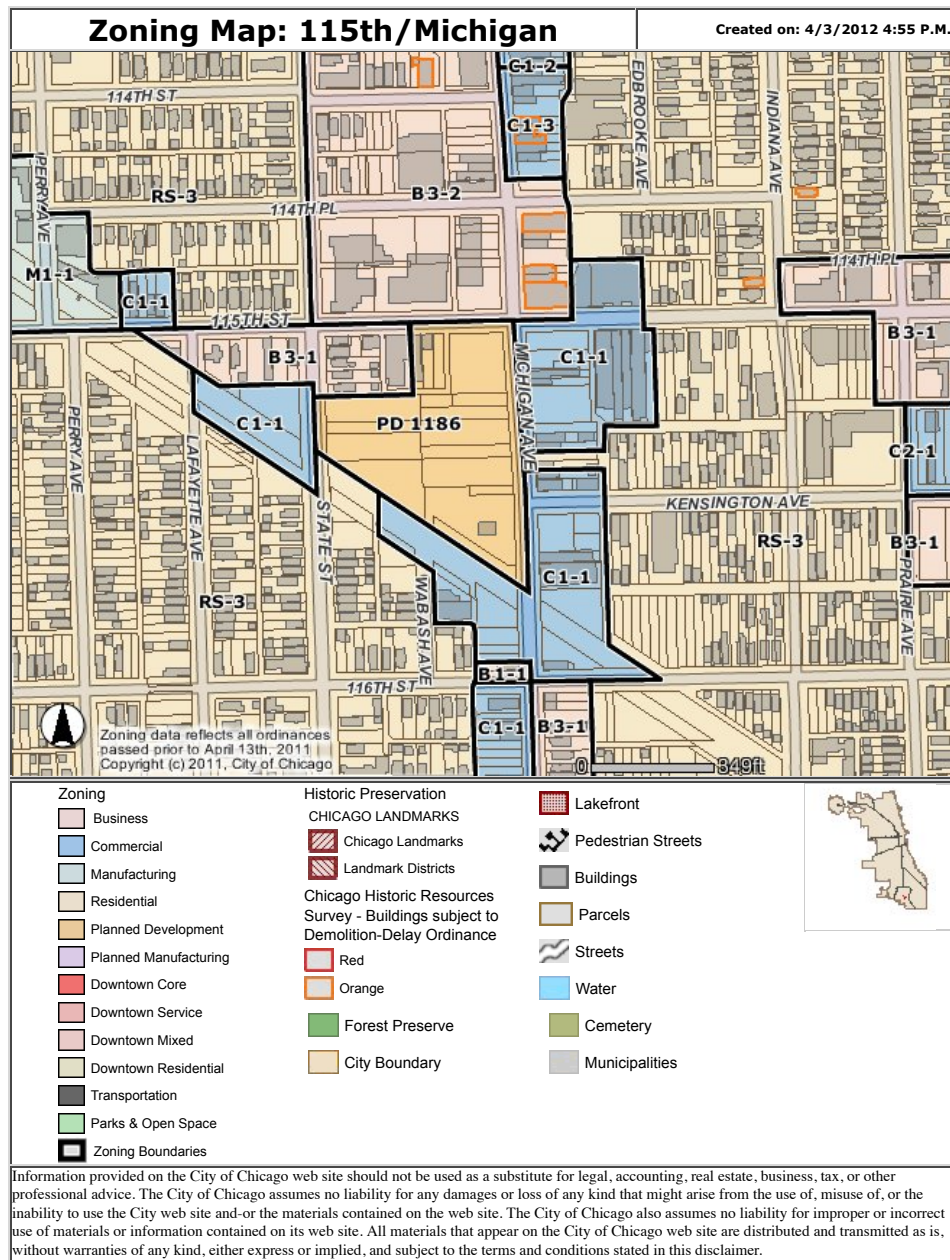 Zoning Map: 115th/Michigan
Created on: 4/3/2012 4:55 P.M.
C1-2
114TH ST
EDBROOKE AVE
INDIANA AVE
C1-3
PERRY AVE
RS-3
B3-2
114TH PL
M1-1
C1-1
114TH PL
115TH ST
B3-1
B3-1
MICHIGAN AVE
C1-1
PERRY AVE
C1-1
PD 1186
C2-1
LAFAYETTE AVE
STATE ST
KENSINGTON AVE
RS-3
B3-1
RS-3
WABASH AVE
C1-1
PRAIRIE AVE
B1-1
116TH ST
C1-1
B3-1
Zoning data reflects all ordinances
passed prior to April 13th, 2011
Copyright (c) 2011, City of Chicago
0 849ft
Zoning
Business
Commercial
Manufacturing
Residential
Planned Development
Planned Manufacturing
Downtown Core
Downtown Service
Downtown Mixed
Downtown Residential
Transportation
Parks & Open Space
Zoning Boundaries
Historic Preservation
CHICAGO LANDMARKS
Chicago Landmarks
Landmark Districts
Chicago Historic Resources
Survey - Buildings subject to
Demolition-Delay Ordinance
Red
Orange
Forest Preserve
City Boundary
Lakefront
Pedestrian Streets
Buildings
Parcels
Streets
Water
Cemetery
Municipalities
Information provided on the City of Chicago web site should not be used as a substitute for legal, accounting, real estate, business, tax, or other
professional advice. The City of Chicago assumes no liability for any damages or loss of any kind that might arise from the use of, misuse of, or the
inability to use the City web site and-or the materials contained on the web site. The City of Chicago also assumes no liability for improper or incorrect
use of materials or information contained on its web site. All materials that appear on the City of Chicago web site are distributed and transmitted as is,
without warranties of any kind, either express or implied, and subject to the terms and conditions stated in this disclaimer.